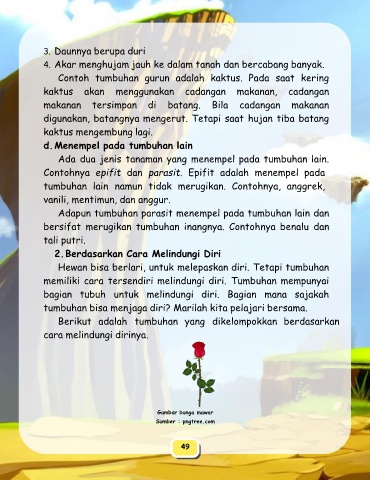 3. Daunnya berupa duri
4. Akar menghujam jauh ke dalam tanah dan bercabang banyak.
Contoh tumbuhan gurun adalah kaktus. Pada saat kering
kaktus akan menggunakan cadangan makanan, cadangan
makanan tersimpan di batang. Bila cadangan makanan
digunakan, batangnya mengerut. Tetapi saat hujan tiba batang
kaktus mengembung lagi.
d. Menempel pada tumbuhan lain
Ada dua jenis tanaman yang menempel pada tumbuhan lain.
Contohnya epifit dan parasit. Epifit adalah menempel pada
tumbuhan lain namun tidak merugikan. Contohnya, anggrek,
vanili, mentimun, dan anggur.
Adapun tumbuhan parasit menempel pada tumbuhan lain dan
bersifat merugikan tumbuhan inangnya. Contohnya benalu dan
tali putri.
2. Berdasarkan Cara Melindungi Diri
Hewan bisa berlari, untuk melepaskan diri. Tetapi tumbuhan
memiliki cara tersendiri melindungi diri. Tumbuhan mempunyai
bagian tubuh untuk melindungi diri. Bagian mana sajakah
tumbuhan bisa menjaga diri? Marilah kita pelajari bersama.
Berikut adalah tumbuhan yang dikelompokkan berdasarkan
cara melindungi dirinya.
Gambar bunga mawar
Sumber : pngtree.com
49